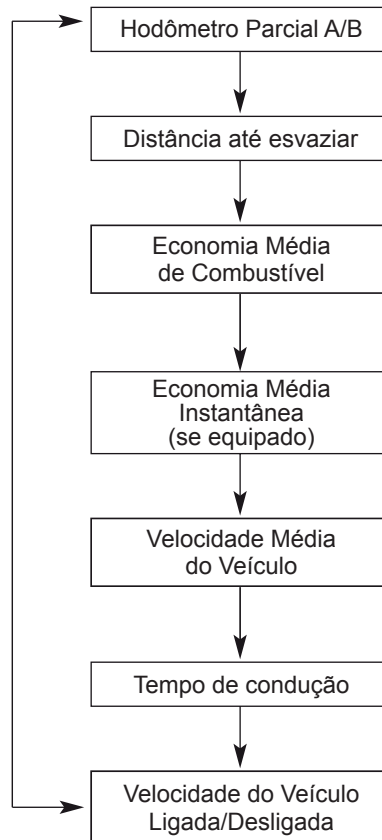 Hodômetro Parcial A/B
Distância até esvaziar
Economia Média
de Combustível
Economia Média
Instantânea
(se equipado)
Velocidade Média
do Veículo
Tempo de condução
Velocidade do Veículo
Ligada/Desligada